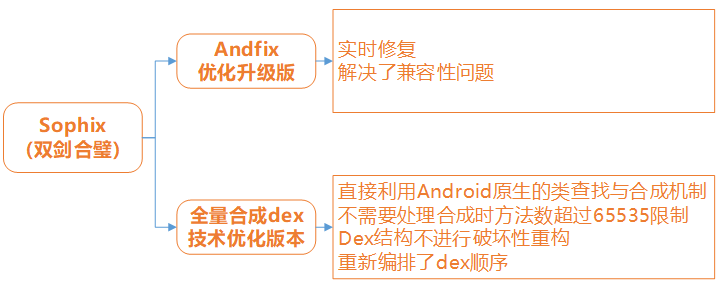 Sophix
(双剑合璧)
Andfix
优化升级版
实时修复
解决了兼容性问题
全量合成dex
技术优化版本
直接利用Android原生的类查找与合成机制
不需要处理合成时方法数超过65535限制
Dex结构不进行破坏性重构
重新编排了dex顺序